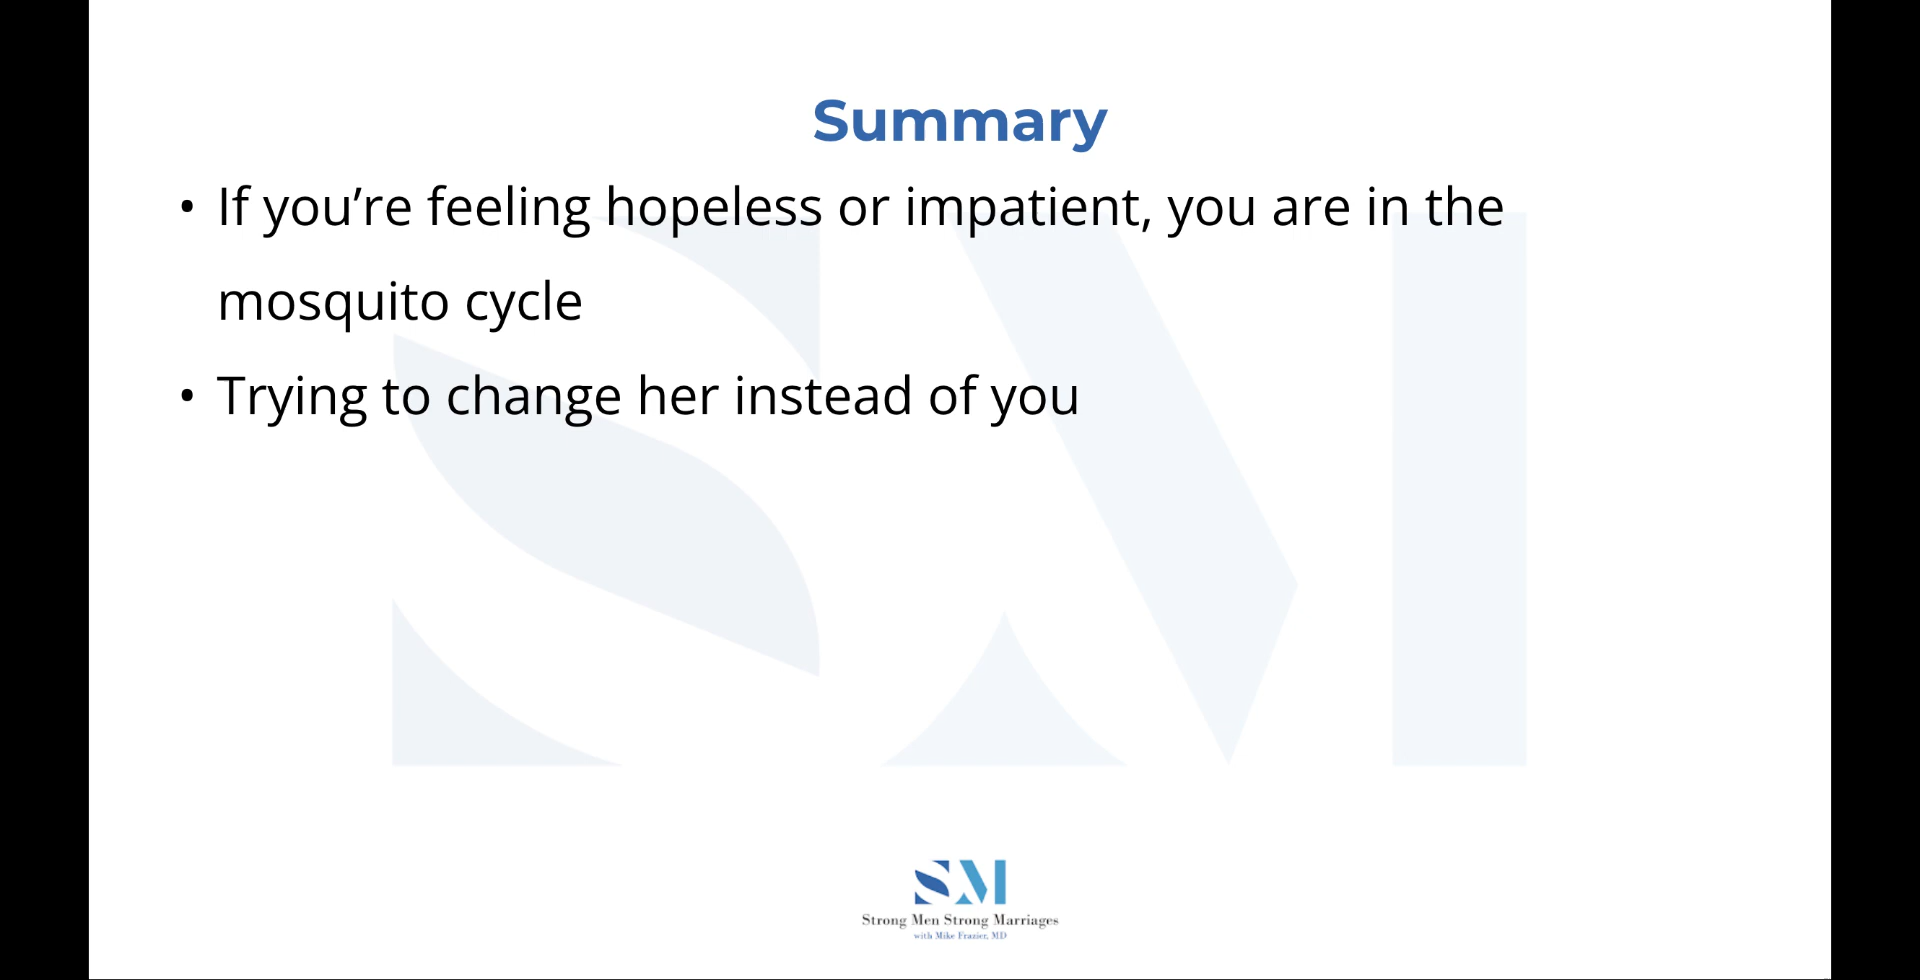 Summary
• If you’re feeling hopeless or impatient, you are in the
mosquito cycle
• Trying to change her instead of you
SM
SM
Strong Men Strong Marriages
with Mike Frazier, MD